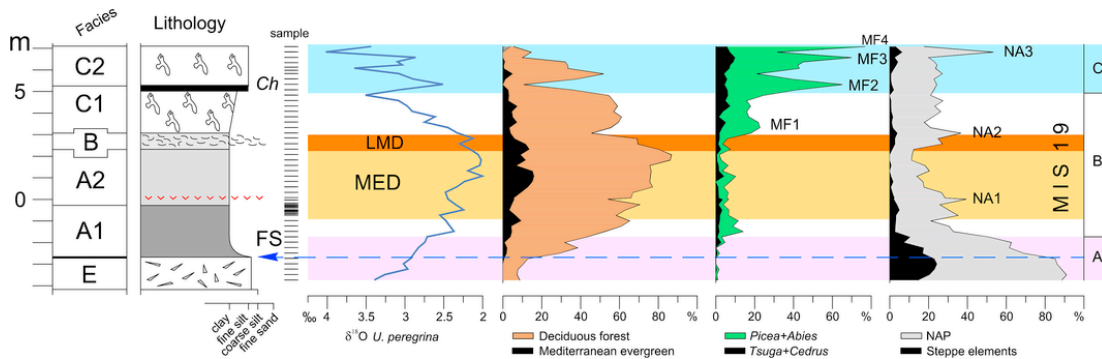 Facies
Lithology
sample
m
5
0
C2
C1
B
A2
A1
E
Ch
FS
clay
fine silt
coarse silt
fine sand
LMD
MED
MF4
MF3
MF2
MF1
NA3
NA2
NA1
MIS 19
C
B
A
‰ 4 3.5 3 2.5 2
δ¹⁸O U. peregrina
0 20 40 60 80 %
Deciduous forest
Mediterranean evergreen
0 20 40 60 %
Picea+Abies
Tsuga+Cedrus
0 20 40 60 80 %
NAP
Steppe elements